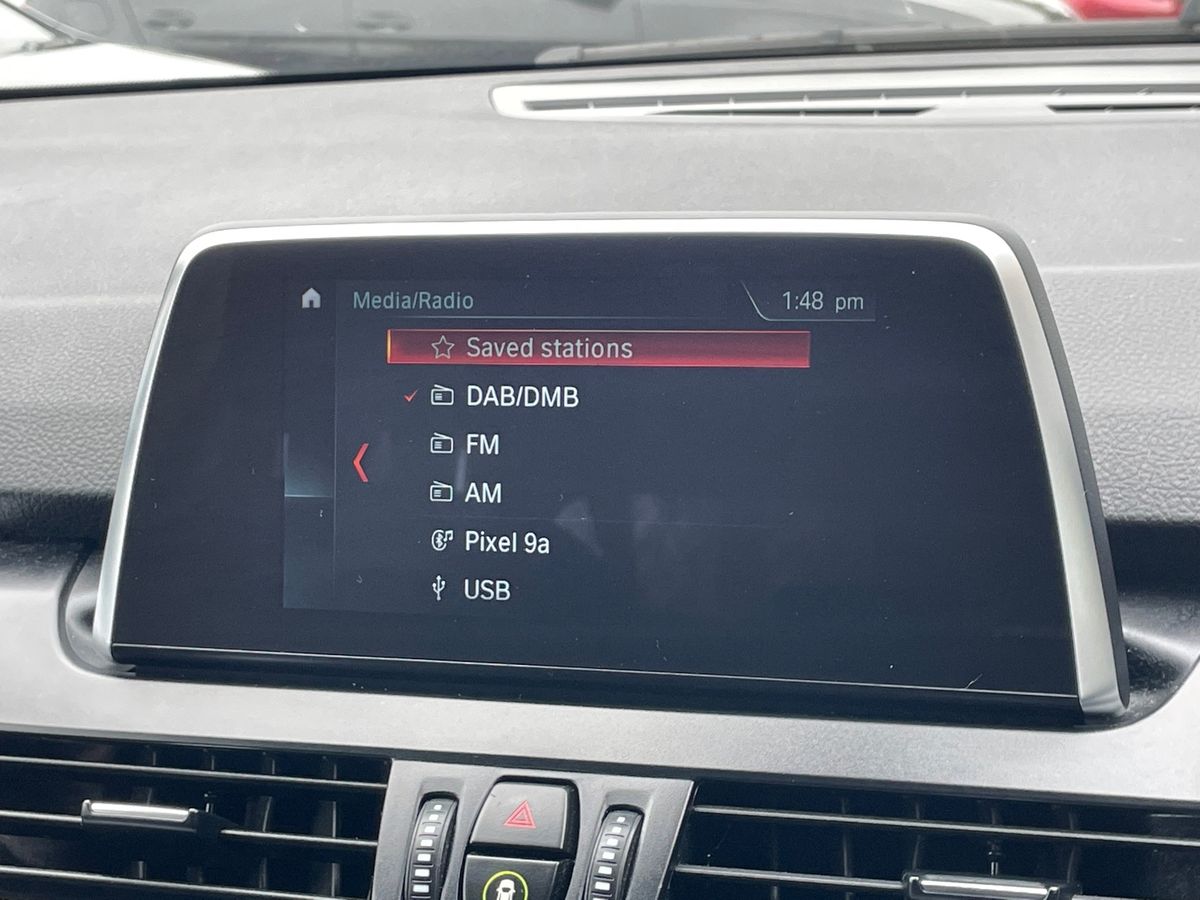 Media/Radio 1:48 pm
Saved stations
DAB/DMB
FM
AM
Pixel 9a
USB